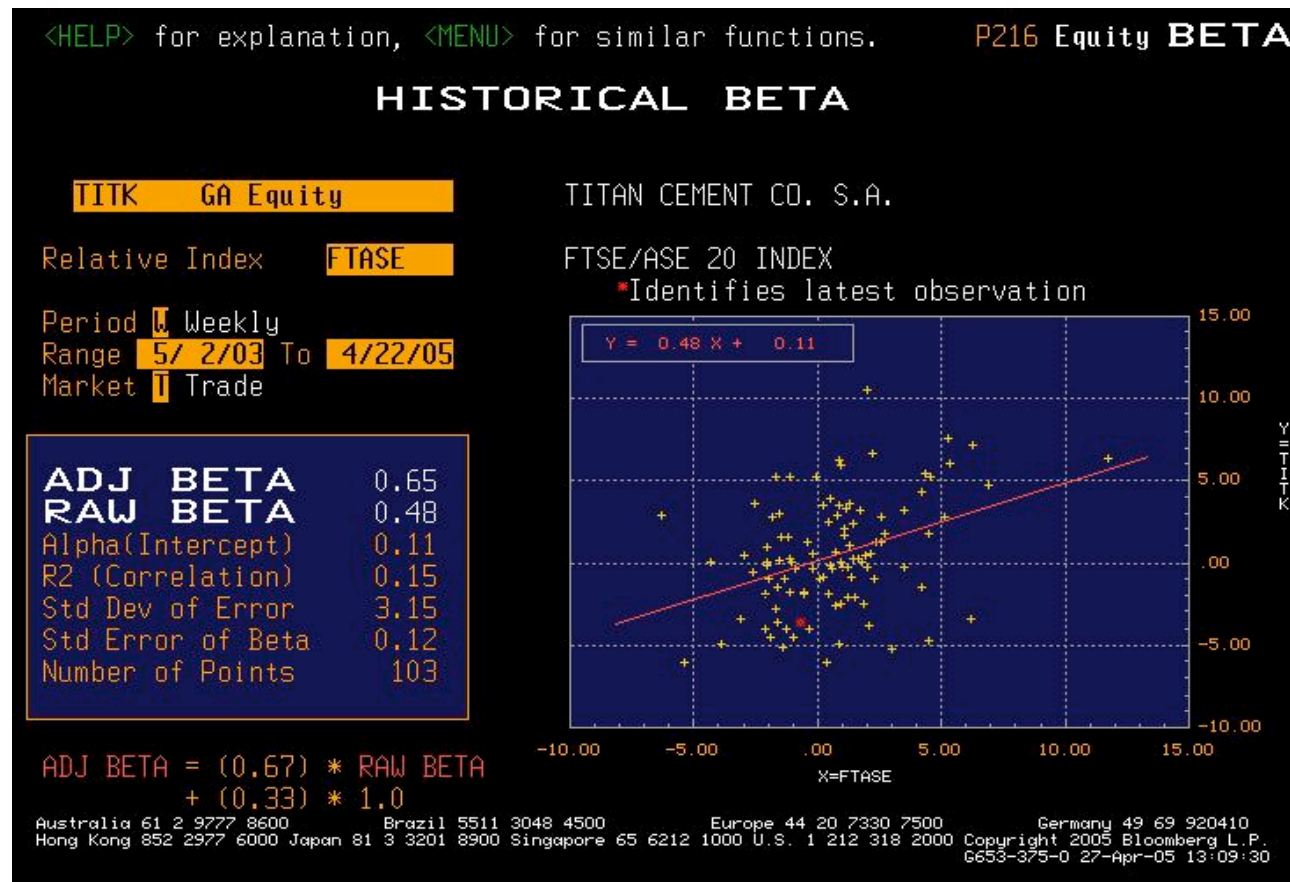 <HELP> for explanation, <MENU> for similar functions. P216 Equity BETA
HISTORICAL BETA
TITK GA Equity
TITAN CEMENT CO. S.A.
Relative Index FTASE
FTSE/ASE 20 INDEX
*Identifies latest observation
Period W Weekly
Range 5/ 2/03 To 4/22/05
Market T Trade
ADJ BETA 0.65
RAW BETA 0.48
Alpha(Intercept) 0.11
R2 (Correlation) 0.15
Std Dev of Error 3.15
Std Error of Beta 0.12
Number of Points 103
ADJ BETA = (0.67) * RAW BETA
+ (0.33) * 1.0
Y = 0.48 X + 0.11
15.00
10.00
5.00
.00
-5.00
-10.00
Y=TITK
-10.00 -5.00 .00 5.00 10.00 15.00
X=FTASE
Australia 61 2 9777 8600 Brazil 5511 3048 4500 Europe 44 20 7330 7500 Germany 49 69 920410
Hong Kong 852 2977 6000 Japan 81 3 3201 8900 Singapore 65 6212 1000 U.S. 1 212 318 2000 Copyright 2005 Bloomberg L.P.
G653-375-0 27-Apr-05 13:09:30